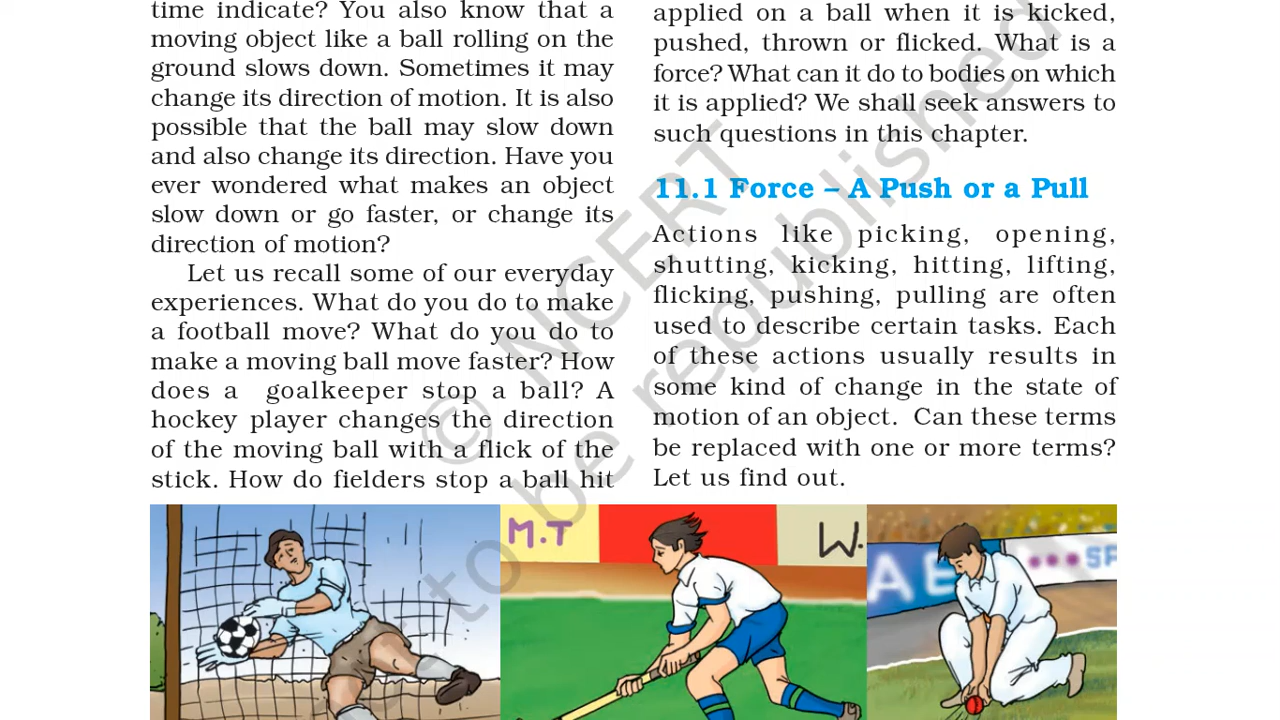 time indicate? You also know that a
moving object like a ball rolling on the
ground slows down. Sometimes it may
change its direction of motion. It is also
possible that the ball may slow down
and also change its direction. Have you
ever wondered what makes an object
slow down or go faster, or change its
direction of motion?
Let us recall some of our everyday
experiences. What do you do to make
a football move? What do you do to
make a moving ball move faster? How
does a goalkeeper stop a ball? A
hockey player changes the direction
of the moving ball with a flick of the
stick. How do fielders stop a ball hit
applied on a ball when it is kicked,
pushed, thrown or flicked. What is a
force? What can it do to bodies on which
it is applied? We shall seek answers to
such questions in this chapter.
11.1 Force – A Push or a Pull
Actions like picking, opening,
shutting, kicking, hitting, lifting,
flicking, pushing, pulling are often
used to describe certain tasks. Each
of these actions usually results in
some kind of change in the state of
motion of an object. Can these terms
be replaced with one or more terms?
Let us find out.
M.T
W.
AE
SP
© NCERT
to be republished